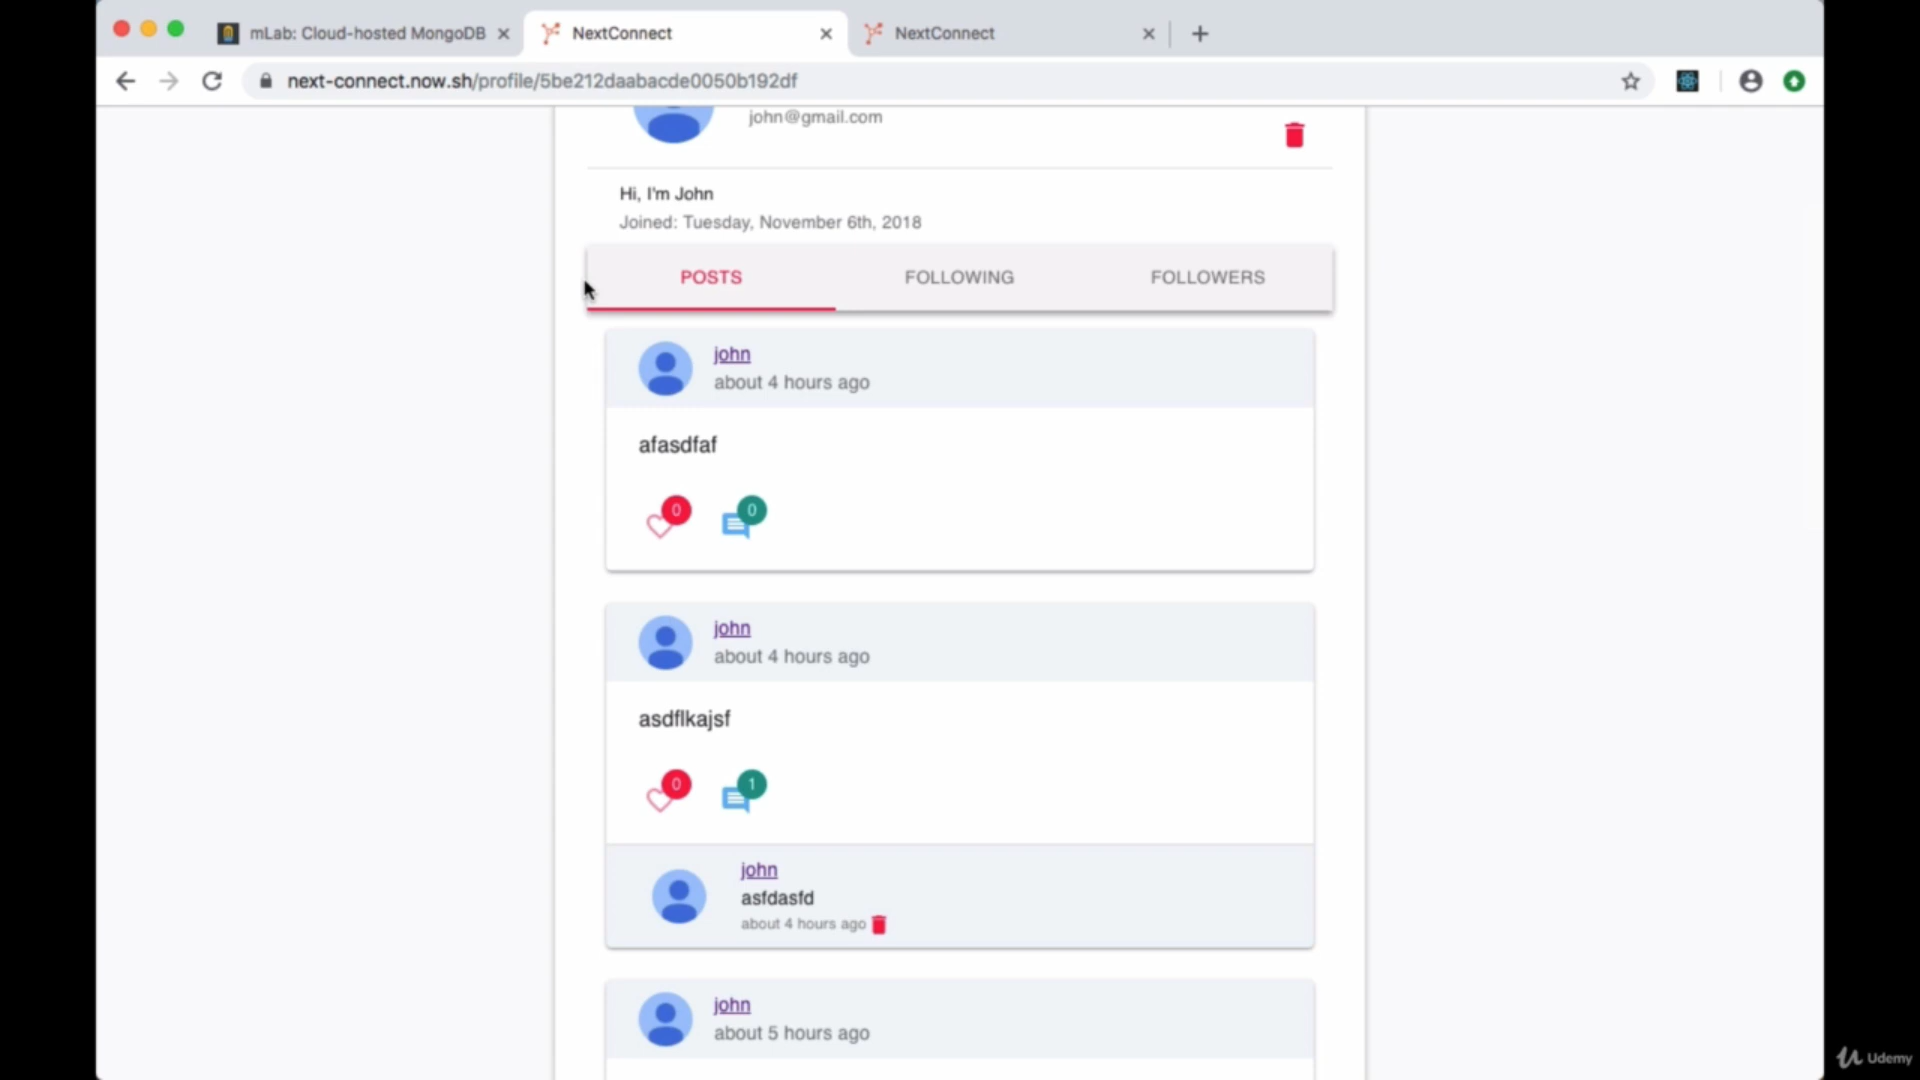 mLab: Cloud-hosted MongoDB
NextConnect
NextConnect
next-connect.now.sh/profile/5be212daabacde0050b192df
john@gmail.com
Hi, I'm John
Joined: Tuesday, November 6th, 2018
POSTS FOLLOWING FOLLOWERS
john
about 4 hours ago
afasdfaf
0 0
john
about 4 hours ago
asdflkajsf
0 1
john
asfdasfd
about 4 hours ago
john
about 5 hours ago
Udemy